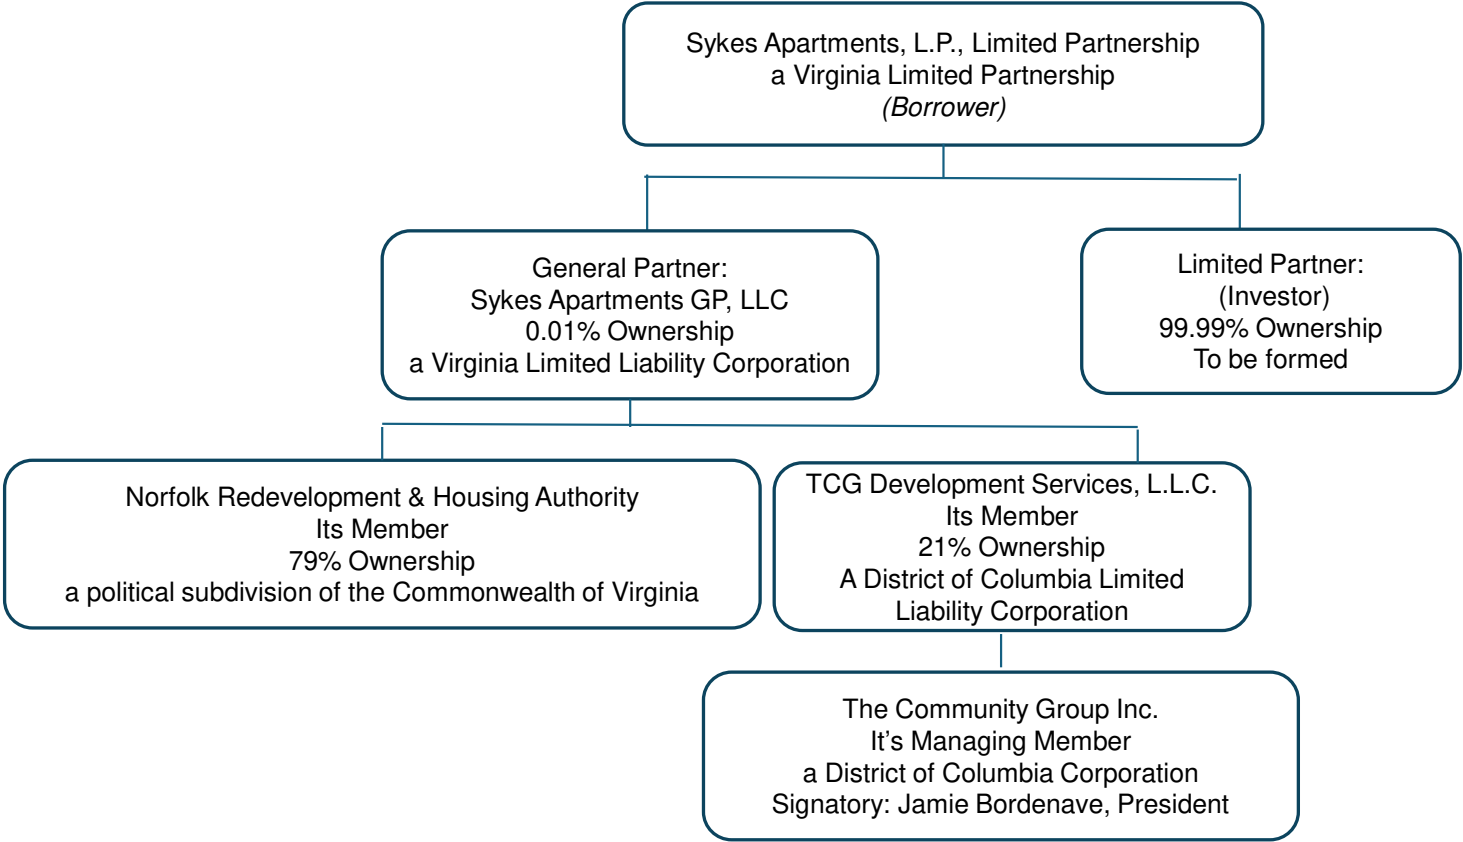 Sykes Apartments, L.P., Limited Partnership
a Virginia Limited Partnership
(Borrower)
General Partner:
Sykes Apartments GP, LLC
0.01% Ownership
a Virginia Limited Liability Corporation
Limited Partner:
(Investor)
99.99% Ownership
To be formed
Norfolk Redevelopment & Housing Authority
Its Member
79% Ownership
a political subdivision of the Commonwealth of Virginia
TCG Development Services, L.L.C.
Its Member
21% Ownership
A District of Columbia Limited
Liability Corporation
The Community Group Inc.
It’s Managing Member
a District of Columbia Corporation
Signatory: Jamie Bordenave, President